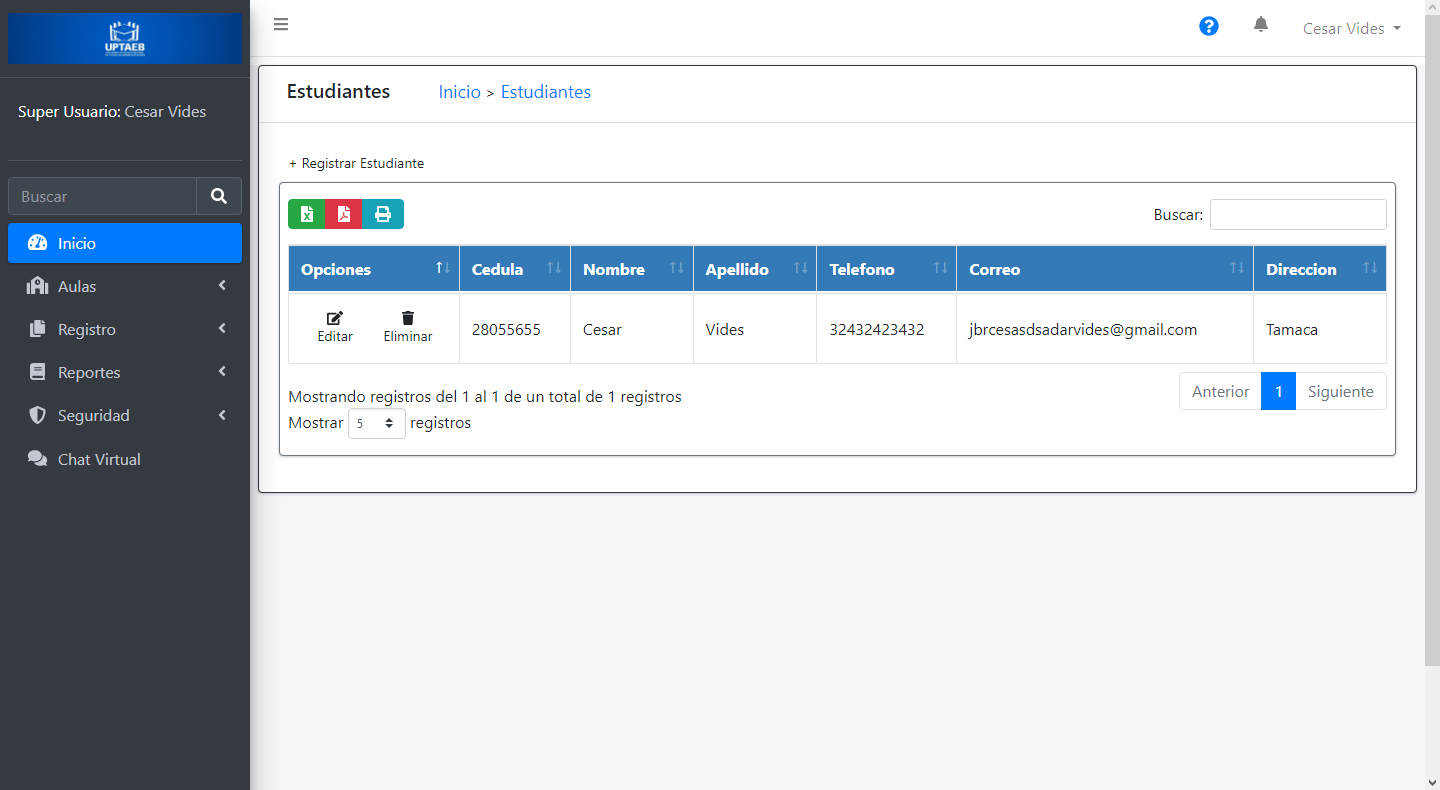 UPTAEB
Cesar Vides
Super Usuario: Cesar Vides
Buscar
Inicio
Aulas
Registro
Reportes
Seguridad
Chat Virtual
Estudiantes Inicio > Estudiantes
+ Registrar Estudiante
Buscar:
Opciones Cedula Nombre Apellido Telefono Correo Direccion
Editar Eliminar 28055655 Cesar Vides 32432423432 jbrcesasdsadarvides@gmail.com Tamaca
Mostrando registros del 1 al 1 de un total de 1 registros
Anterior 1 Siguiente
Mostrar 5 registros